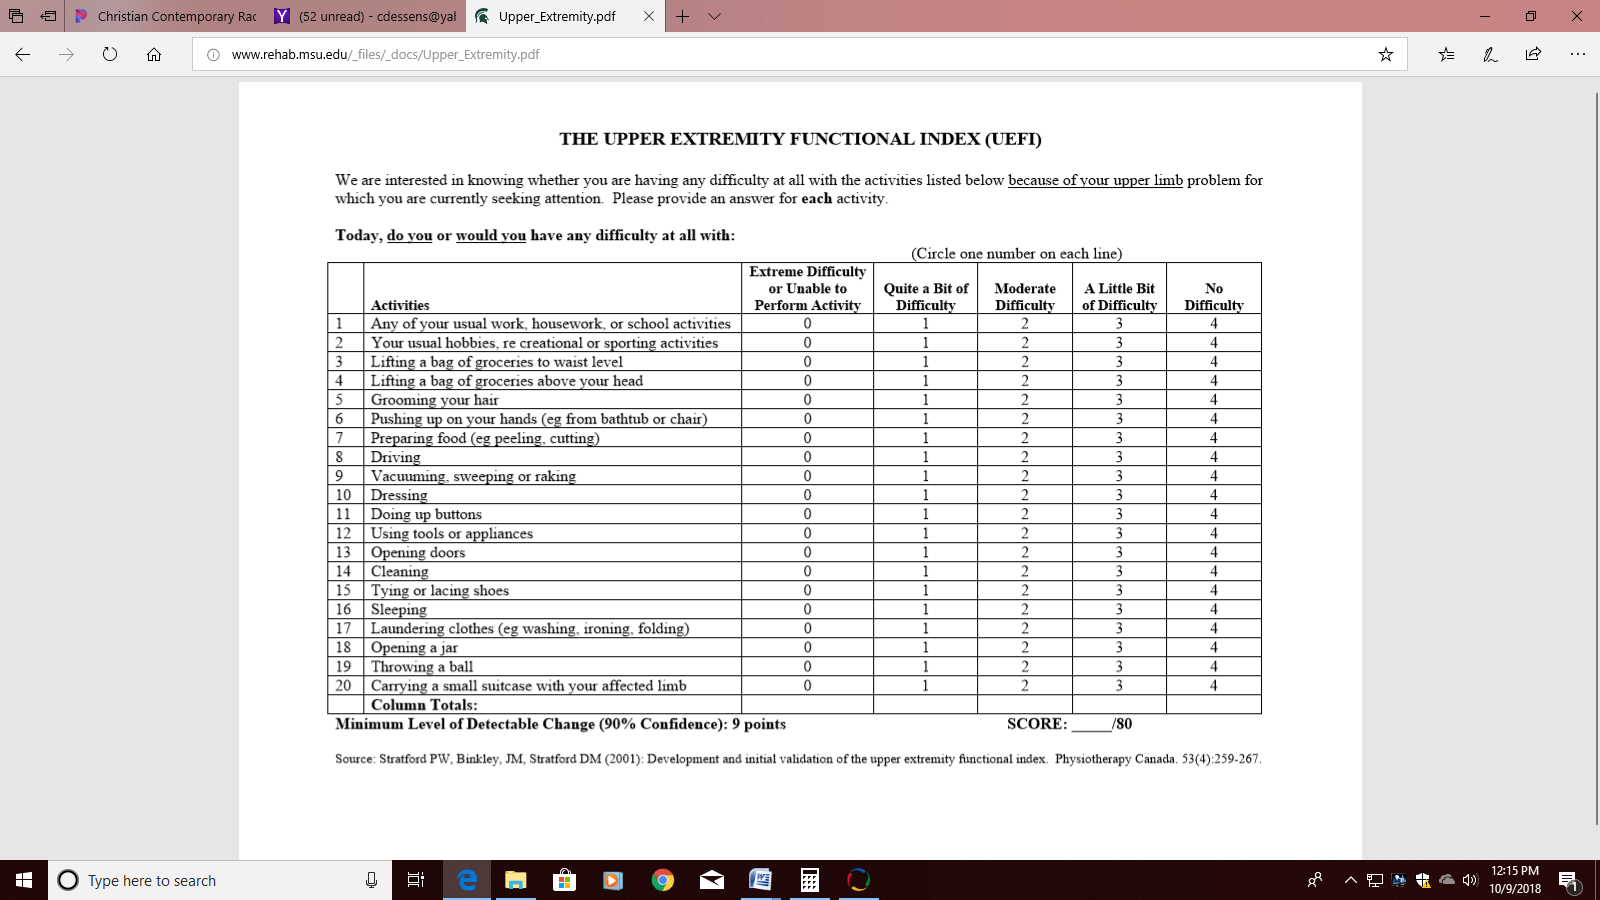 Christian Contemporary Rac
(52 unread) - cdessens@yal
Upper_Extremity.pdf
www.rehab.msu.edu/_files/_docs/Upper_Extremity.pdf
THE UPPER EXTREMITY FUNCTIONAL INDEX (UEFI)
We are interested in knowing whether you are having any difficulty at all with the activities listed below because of your upper limb problem for
which you are currently seeking attention. Please provide an answer for each activity.
Today, do you or would you have any difficulty at all with:
(Circle one number on each line)
Activities Extreme Difficulty or Unable to Perform Activity Quite a Bit of Difficulty Moderate Difficulty A Little Bit of Difficulty No Difficulty
1 Any of your usual work, housework, or school activities 0 1 2 3 4
2 Your usual hobbies, re creational or sporting activities 0 1 2 3 4
3 Lifting a bag of groceries to waist level 0 1 2 3 4
4 Lifting a bag of groceries above your head 0 1 2 3 4
5 Grooming your hair 0 1 2 3 4
6 Pushing up on your hands (eg from bathtub or chair) 0 1 2 3 4
7 Preparing food (eg peeling, cutting) 0 1 2 3 4
8 Driving 0 1 2 3 4
9 Vacuuming, sweeping or raking 0 1 2 3 4
10 Dressing 0 1 2 3 4
11 Doing up buttons 0 1 2 3 4
12 Using tools or appliances 0 1 2 3 4
13 Opening doors 0 1 2 3 4
14 Cleaning 0 1 2 3 4
15 Tying or lacing shoes 0 1 2 3 4
16 Sleeping 0 1 2 3 4
17 Laundering clothes (eg washing, ironing, folding) 0 1 2 3 4
18 Opening a jar 0 1 2 3 4
19 Throwing a ball 0 1 2 3 4
20 Carrying a small suitcase with your affected limb 0 1 2 3 4
Column Totals:
Minimum Level of Detectable Change (90% Confidence): 9 points SCORE: _____/80
Source: Stratford PW, Binkley, JM, Stratford DM (2001): Development and initial validation of the upper extremity functional index. Physiotherapy Canada. 53(4):259-267.
Type here to search
12:15 PM
10/9/2018
1